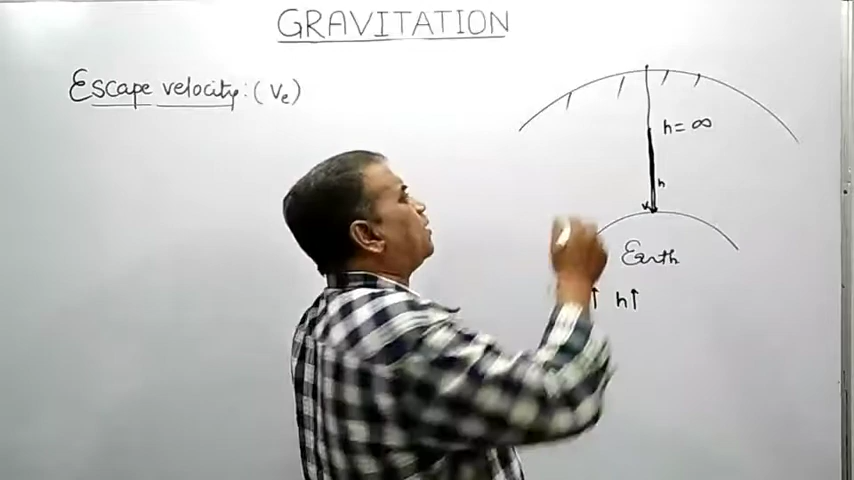 GRAVITATION
Escape velocity: (Ve)
h = ∞
h
Earth
↑ h↑